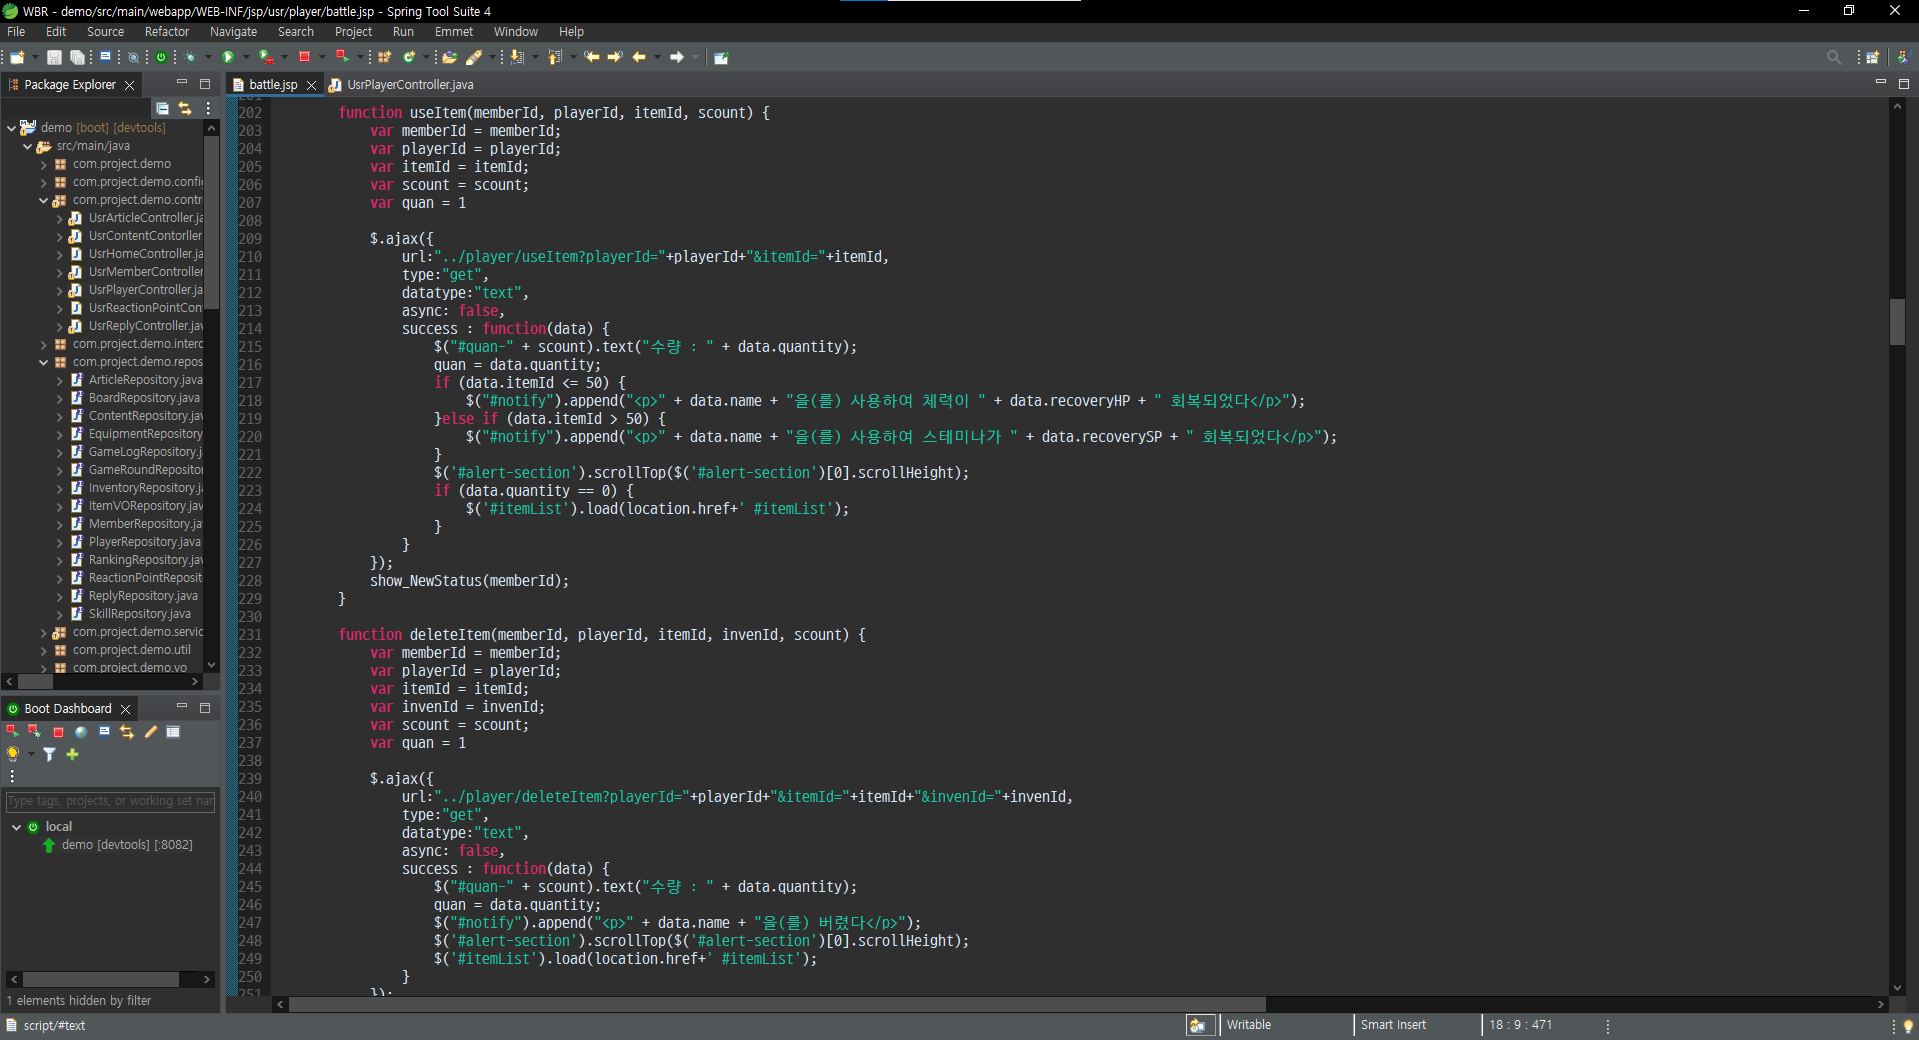 WBR - demo/src/main/webapp/WEB-INF/jsp/usr/player/battle.jsp - Spring Tool Suite 4
File Edit Source Refactor Navigate Search Project Run Emmet Window Help
Package Explorer
demo [boot] [devtools]
src/main/java
com.project.demo
com.project.demo.confi
com.project.demo.contr
UsrArticleController.ja
UsrContentContorller
UsrHomeController.ja
UsrMemberController
UsrPlayerController.ja
UsrReactionPointCon
UsrReplyController.jav
com.project.demo.interc
com.project.demo.repos
ArticleRepository.java
BoardRepository.java
ContentRepository.java
EquipmentRepository
GameLogRepository.j
GameRoundRepositor
InventoryRepository.j
ItemVORepository.jav
MemberRepository.ja
PlayerRepository.java
RankingRepository.jav
ReactionPointReposit
ReplyRepository.java
SkillRepository.java
com.project.demo.servic
com.project.demo.util
com.project.demo.vo
Boot Dashboard
Type tags, projects, or working set nar
local
demo [devtools] [:8082]
1 elements hidden by filter
battle.jsp
UsrPlayerController.java
201
202 function useItem(memberId, playerId, itemId, scount) {
203 var memberId = memberId;
204 var playerId = playerId;
205 var itemId = itemId;
206 var scount = scount;
207 var quan = 1
208
209 $.ajax({
210 url:"../player/useItem?playerId="+playerId+"&itemId="+itemId,
211 type:"get",
212 datatype:"text",
213 async: false,
214 success : function(data) {
215 $("#quan-" + scount).text("수량 : " + data.quantity);
216 quan = data.quantity;
217 if (data.itemId <= 50) {
218 $("#notify").append("<p>" + data.name + "을(를) 사용하여 체력이 " + data.recoveryHP + " 회복되었다</p>");
219 }else if (data.itemId > 50) {
220 $("#notify").append("<p>" + data.name + "을(를) 사용하여 스테미나가 " + data.recoverySP + " 회복되었다</p>");
221 }
222 $('#alert-section').scrollTop($('#alert-section')[0].scrollHeight);
223 if (data.quantity == 0) {
224 $('#itemList').load(location.href+' #itemList');
225 }
226 }
227 });
228 show_NewStatus(memberId);
229 }
230
231 function deleteItem(memberId, playerId, itemId, invenId, scount) {
232 var memberId = memberId;
233 var playerId = playerId;
234 var itemId = itemId;
235 var invenId = invenId;
236 var scount = scount;
237 var quan = 1
238
239 $.ajax({
240 url:"../player/deleteItem?playerId="+playerId+"&itemId="+itemId+"&invenId="+invenId,
241 type:"get",
242 datatype:"text",
243 async: false,
244 success : function(data) {
245 $("#quan-" + scount).text("수량 : " + data.quantity);
246 quan = data.quantity;
247 $("#notify").append("<p>" + data.name + "을(를) 버렸다</p>");
248 $('#alert-section').scrollTop($('#alert-section')[0].scrollHeight);
249 $('#itemList').load(location.href+' #itemList');
250 }
251 });
script/#text
Writable
Smart Insert
18 : 9 : 471